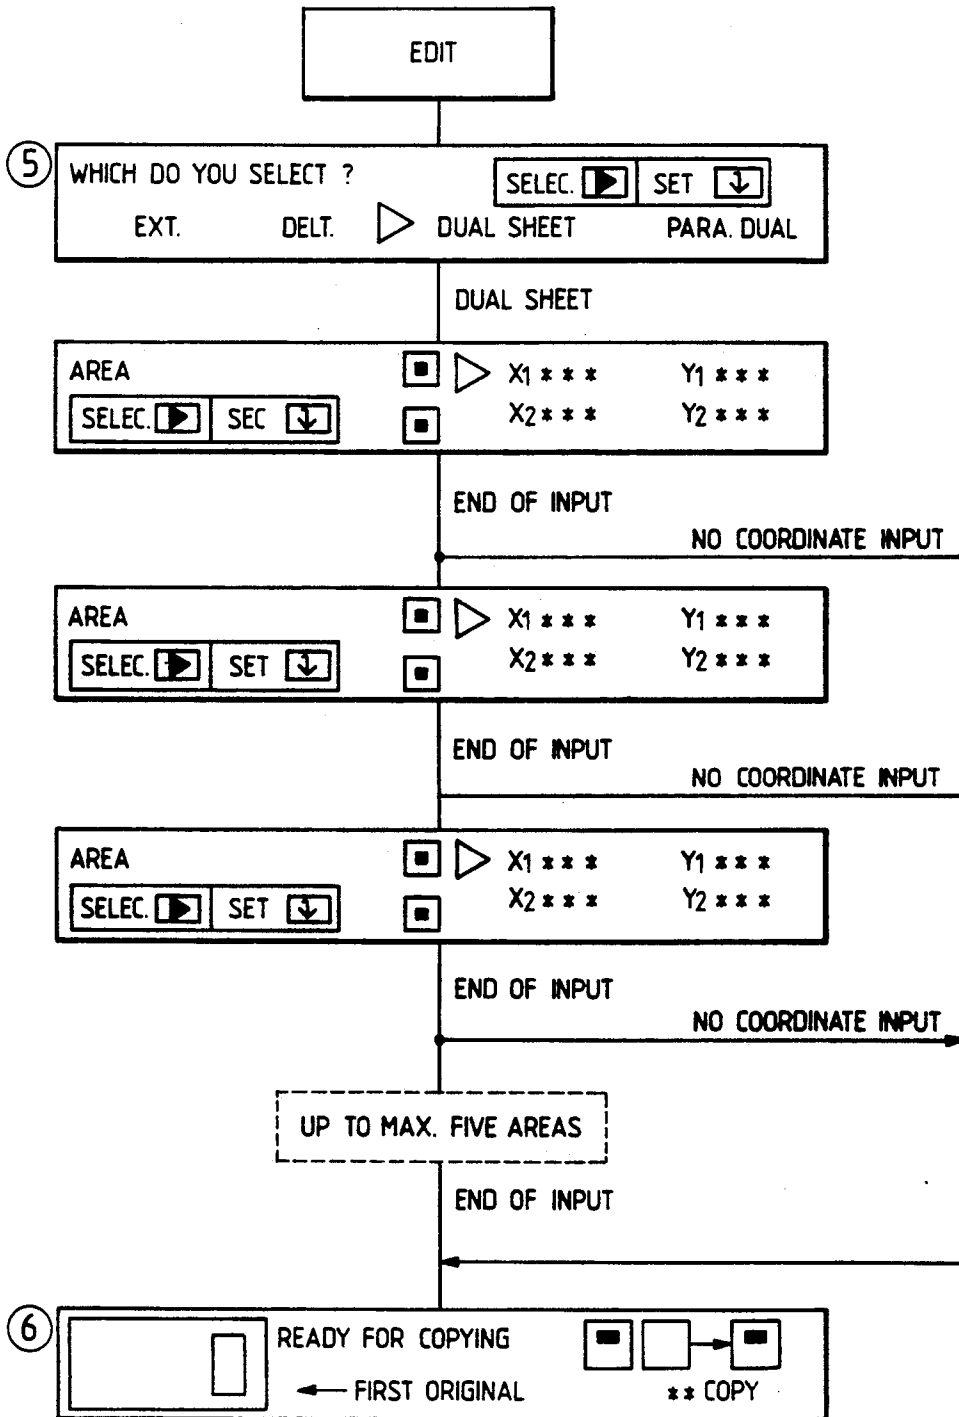 EDIT
5
WHICH DO YOU SELECT ?
SELEC. SET
EXT. DELT. DUAL SHEET PARA. DUAL
DUAL SHEET
AREA X1 * * * Y1 * * *
SELEC. SEC X2 * * * Y2 * * *
END OF INPUT
NO COORDINATE INPUT
AREA X1 * * * Y1 * * *
SELEC. SET X2 * * * Y2 * * *
END OF INPUT
NO COORDINATE INPUT
AREA X1 * * * Y1 * * *
SELEC. SET X2 * * * Y2 * * *
END OF INPUT
NO COORDINATE INPUT
UP TO MAX. FIVE AREAS
END OF INPUT
6
READY FOR COPYING
FIRST ORIGINAL * * COPY